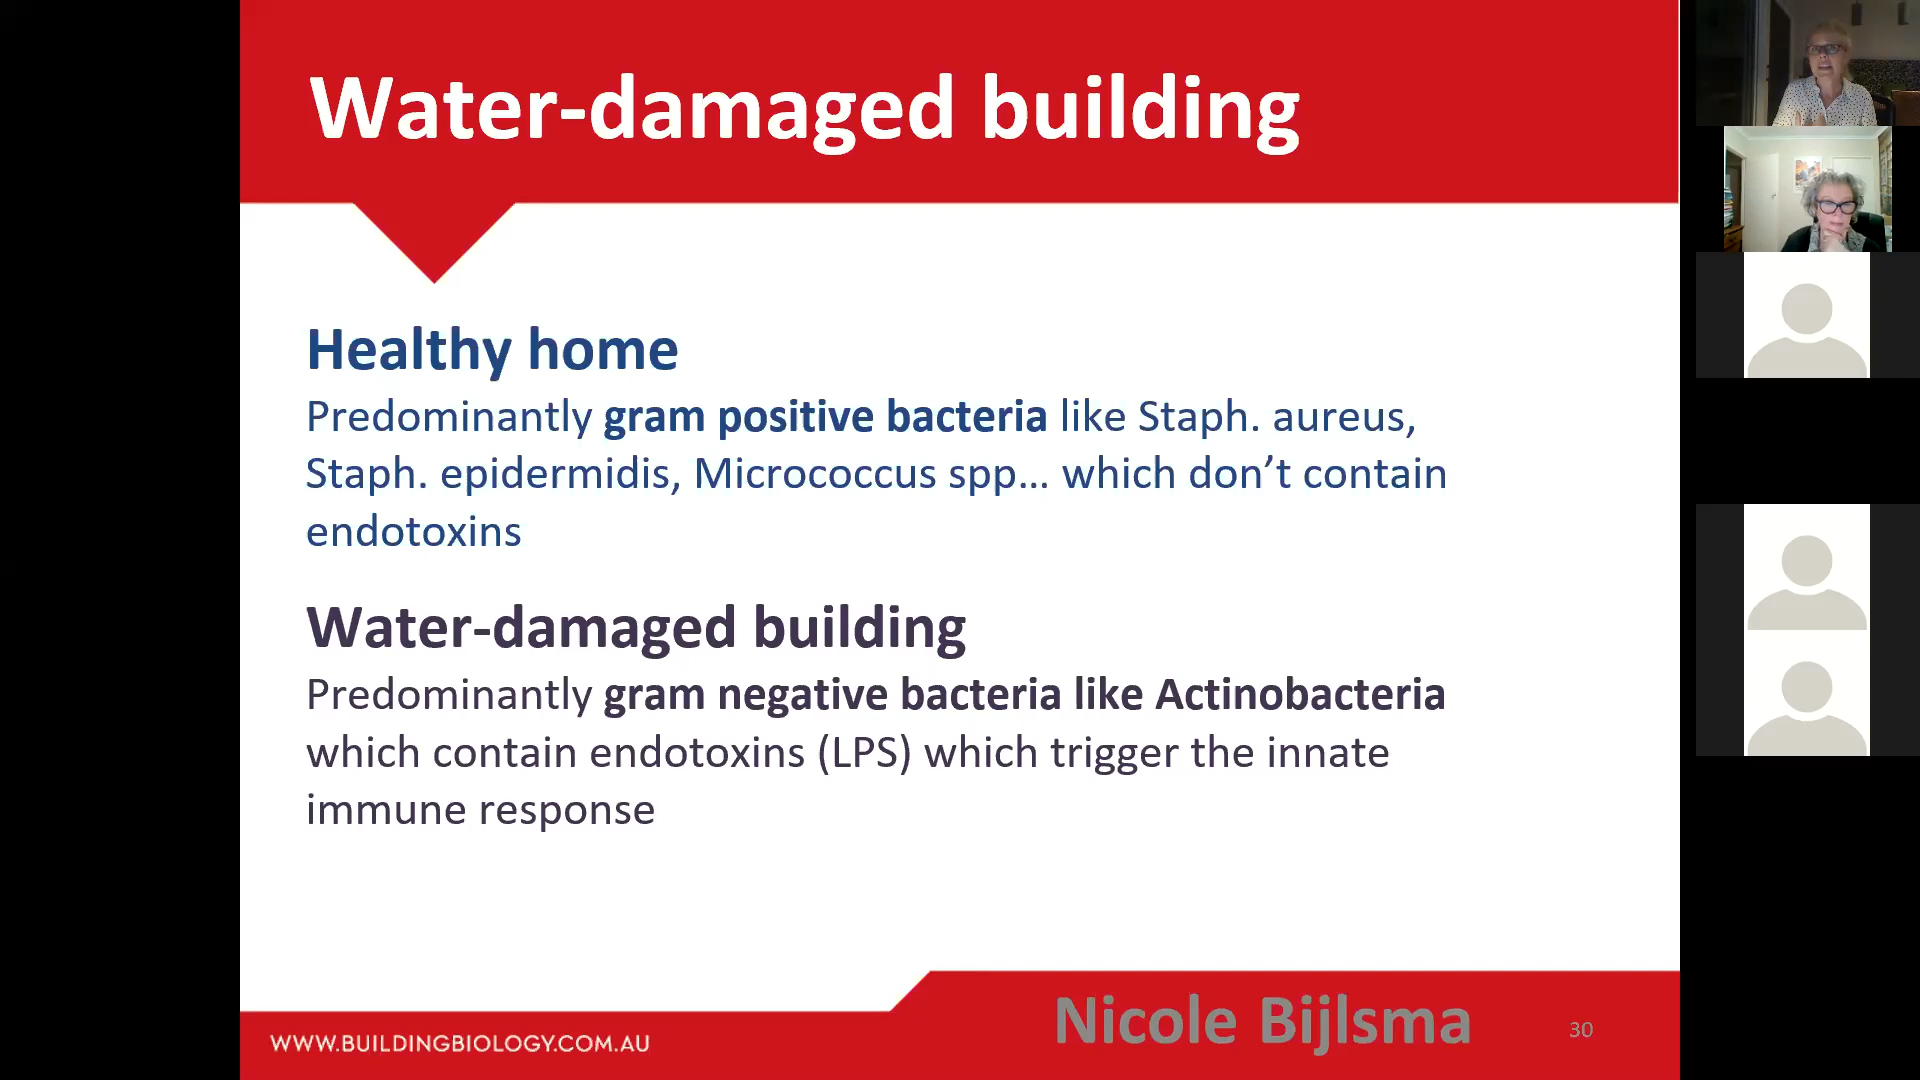 Water-damaged building
Healthy home
Predominantly gram positive bacteria like Staph. aureus,
Staph. epidermidis, Micrococcus spp... which don’t contain
endotoxins
Water-damaged building
Predominantly gram negative bacteria like Actinobacteria
which contain endotoxins (LPS) which trigger the innate
immune response
WWW.BUILDINGBIOLOGY.COM.AU
Nicole Bijlsma
30